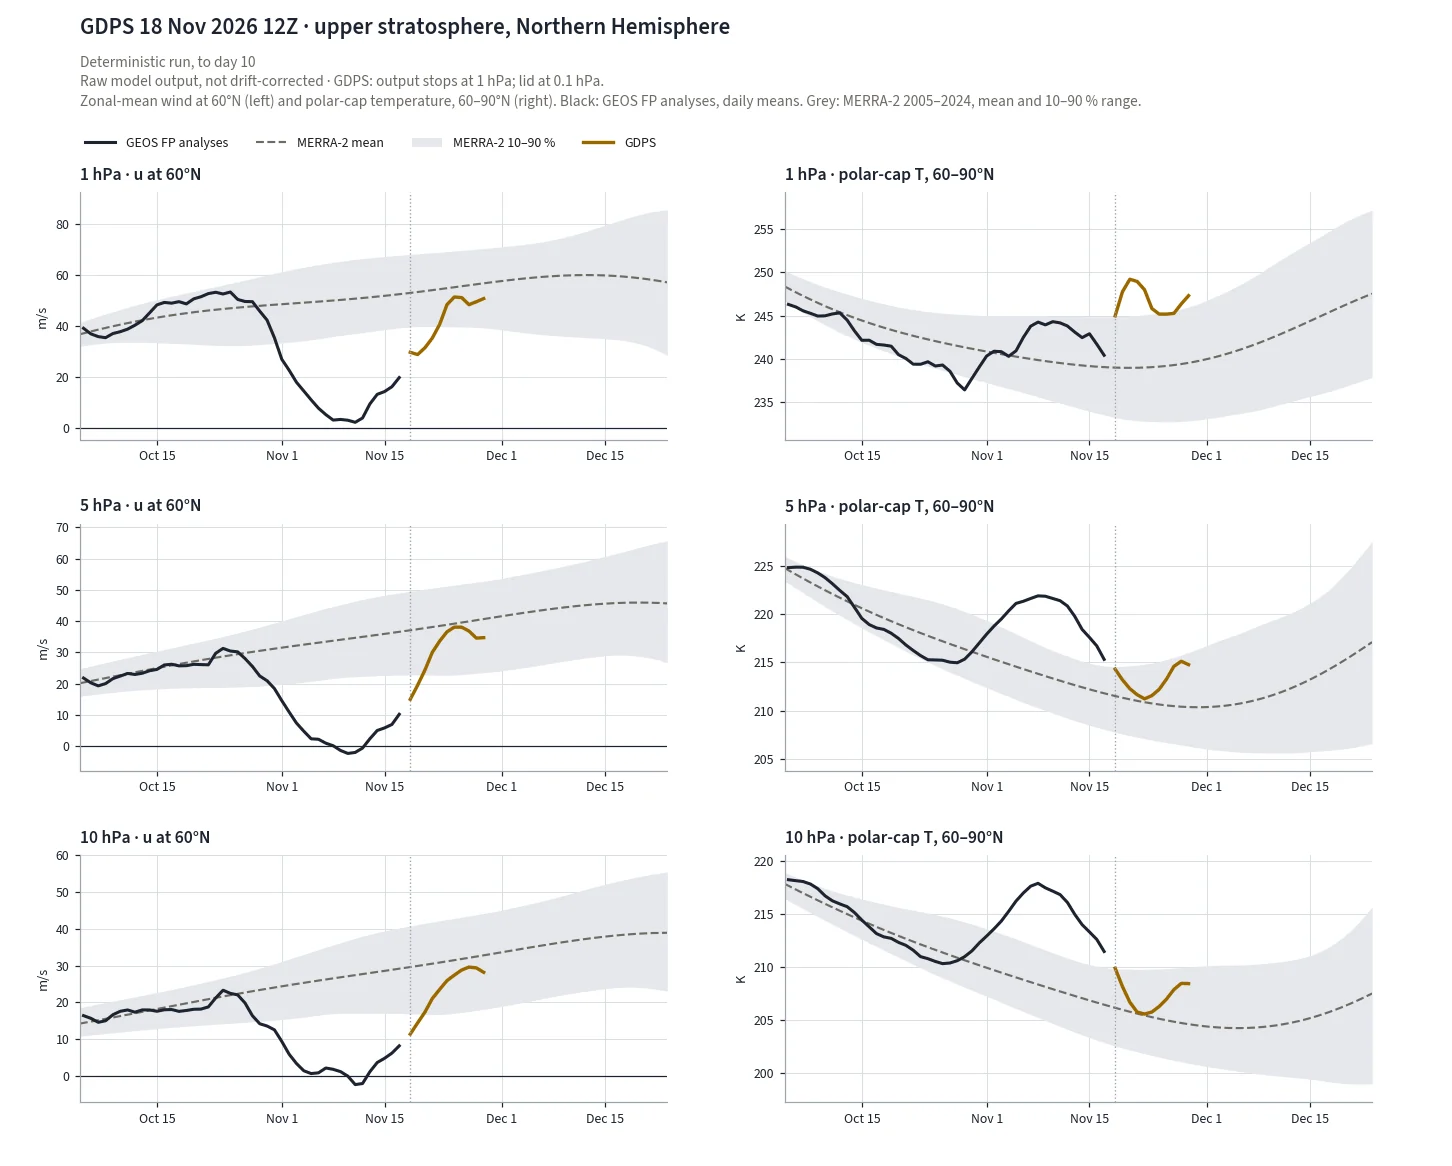 GDPS 18 Nov 2026 12Z · upper stratosphere, Northern Hemisphere
Deterministic run, to day 10
Raw model output, not drift-corrected · GDPS: output stops at 1 hPa; lid at 0.1 hPa.
Zonal-mean wind at 60°N (left) and polar-cap temperature, 60–90°N (right). Black: GEOS FP analyses, daily means. Grey: MERRA-2 2005–2024, mean and 10–90 % range.
GEOS FP analyses MERRA-2 mean MERRA-2 10–90 % GDPS
1 hPa · u at 60°N
80
60
40
20
0
m/s
Oct 15 Nov 1 Nov 15 Dec 1 Dec 15
1 hPa · polar-cap T, 60–90°N
255
250
245
240
235
K
Oct 15 Nov 1 Nov 15 Dec 1 Dec 15
5 hPa · u at 60°N
70
60
50
40
30
20
10
0
m/s
Oct 15 Nov 1 Nov 15 Dec 1 Dec 15
5 hPa · polar-cap T, 60–90°N
225
220
215
210
205
K
Oct 15 Nov 1 Nov 15 Dec 1 Dec 15
10 hPa · u at 60°N
60
50
40
30
20
10
0
m/s
Oct 15 Nov 1 Nov 15 Dec 1 Dec 15
10 hPa · polar-cap T, 60–90°N
220
215
210
205
200
K
Oct 15 Nov 1 Nov 15 Dec 1 Dec 15